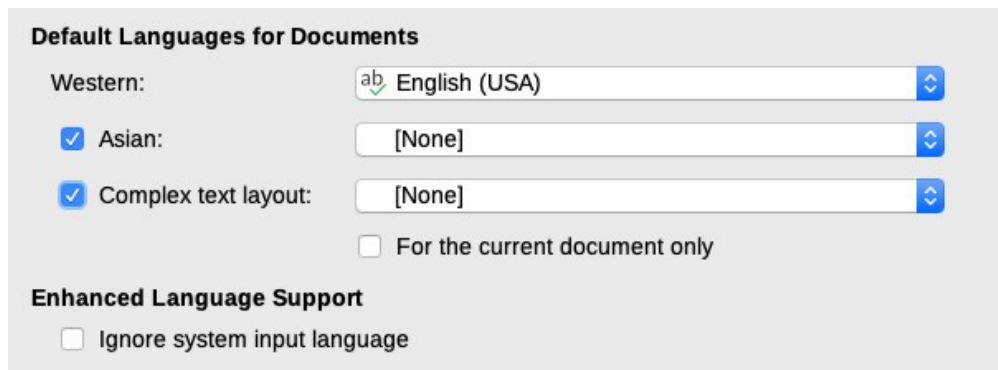 Default Languages for Documents
Western: ab English (USA)
Asian: [None]
Complex text layout: [None]
For the current document only
Enhanced Language Support
Ignore system input language